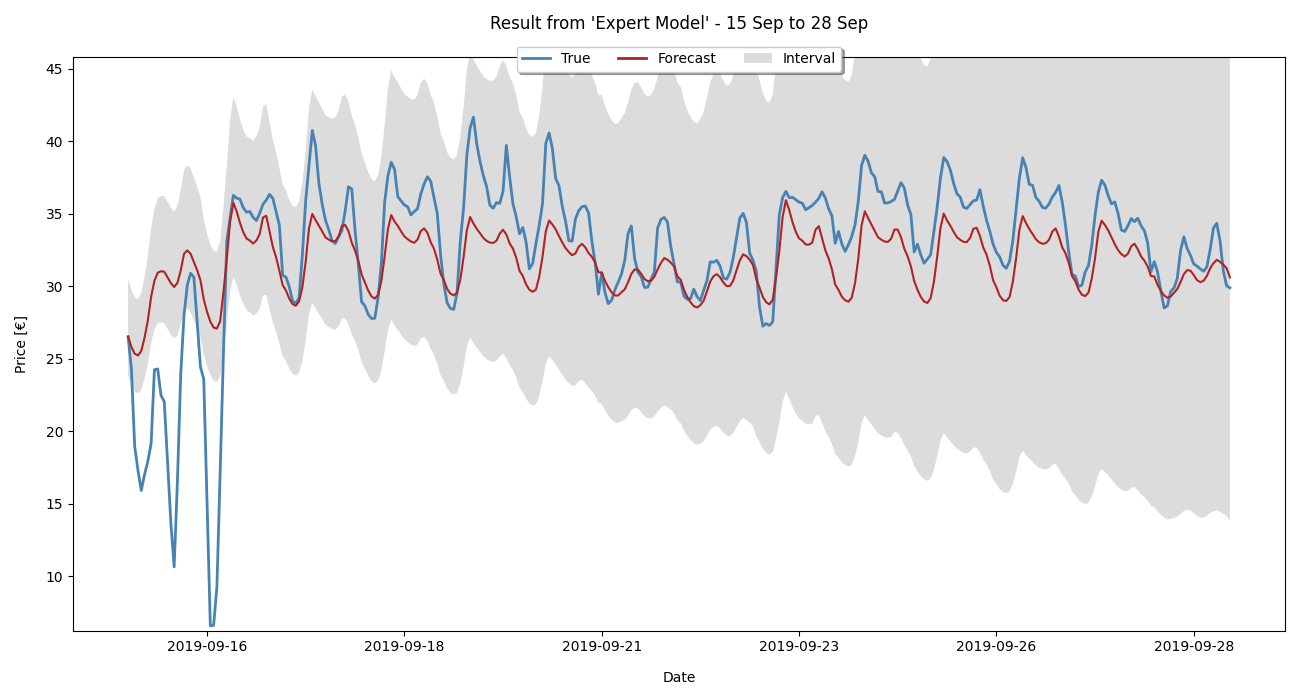 Result from 'Expert Model' - 15 Sep to 28 Sep
True Forecast Interval
45
40
35
30
25
20
15
10
Price [€]
2019-09-16 2019-09-18 2019-09-21 2019-09-23 2019-09-26 2019-09-28
Date